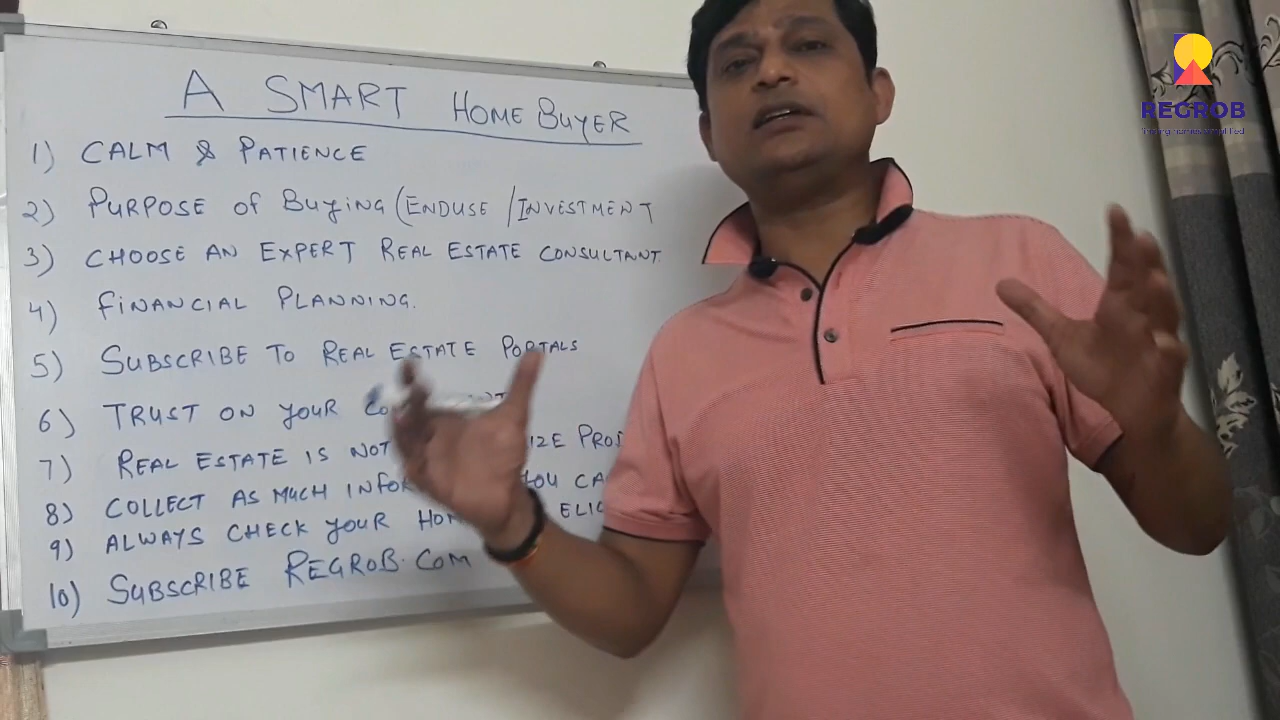 A SMART HOME BUYER
1) CALM & PATIENCE
2) PURPOSE OF BUYING (ENDUSE / INVESTMENT
3) CHOOSE AN EXPERT REAL ESTATE CONSULTANT.
4) FINANCIAL PLANNING.
5) SUBSCRIBE TO REAL ESTATE PORTALS
6) TRUST ON YOUR
7) REAL ESTATE IS NOT
8) COLLECT AS MUCH YOU
9) ALWAYS CHECK YOUR
10) SUBSCRIBE REGROB.COM
REGROB